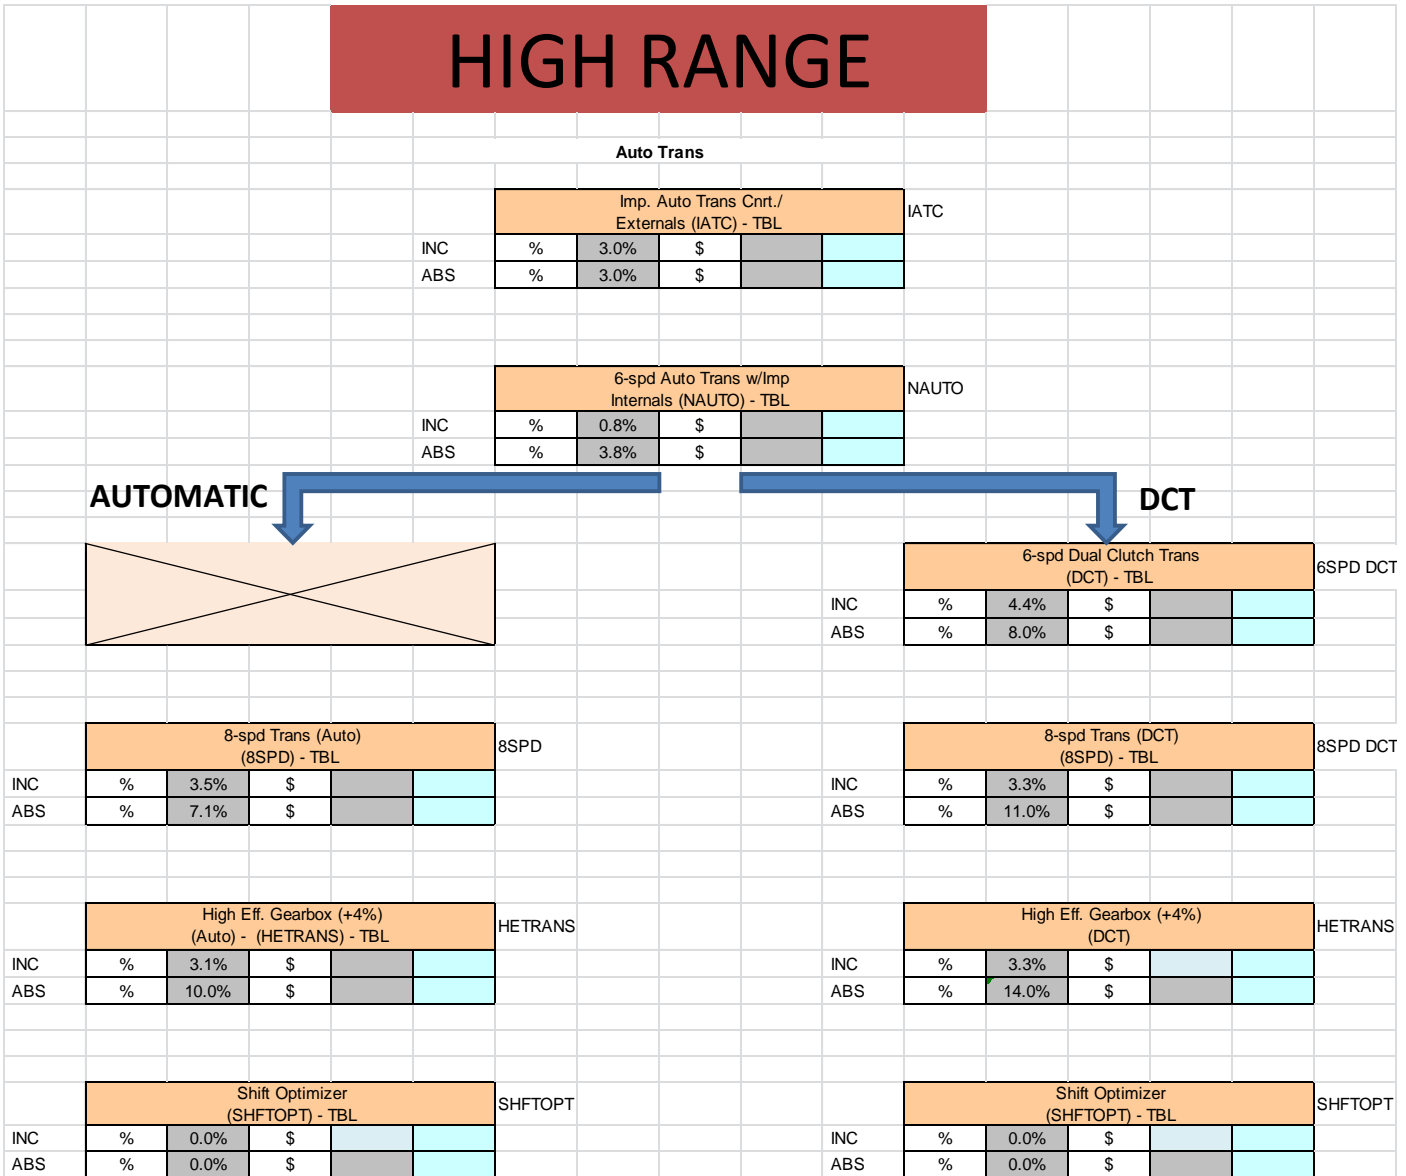 HIGH RANGE
Auto Trans
Imp. Auto Trans Cnrt./
Externals (IATC) - TBL
IATC
INC % 3.0% $
ABS % 3.0% $
6-spd Auto Trans w/Imp
Internals (NAUTO) - TBL
NAUTO
INC % 0.8% $
ABS % 3.8% $
AUTOMATIC
DCT
6-spd Dual Clutch Trans
(DCT) - TBL
6SPD DCT
INC % 4.4% $
ABS % 8.0% $
8-spd Trans (Auto)
(8SPD) - TBL
8SPD
INC % 3.5% $
ABS % 7.1% $
8-spd Trans (DCT)
(8SPD) - TBL
8SPD DCT
INC % 3.3% $
ABS % 11.0% $
High Eff. Gearbox (+4%)
(Auto) - (HETRANS) - TBL
HETRANS
INC % 3.1% $
ABS % 10.0% $
High Eff. Gearbox (+4%)
(DCT)
HETRANS
INC % 3.3% $
ABS % 14.0% $
Shift Optimizer
(SHFTOPT) - TBL
SHFTOPT
INC % 0.0% $
ABS % 0.0% $
Shift Optimizer
(SHFTOPT) - TBL
SHFTOPT
INC % 0.0% $
ABS % 0.0% $